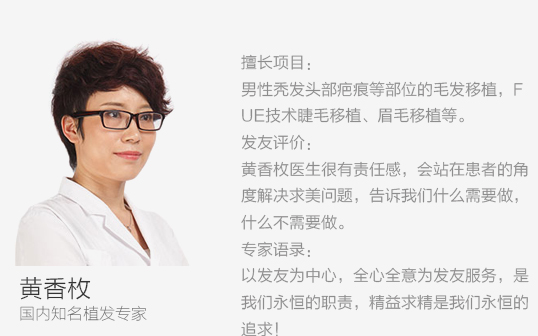 擅长项目：
男性秃发头部疤痕等部位的毛发移植，F
UE技术睫毛移植、眉毛移植等。
发友评价：
黄香枚医生很有责任感，会站在患者的角
度解决求美问题，告诉我们什么需要做，
什么不需要做。
专家语录：
以发友为中心，全心全意为发友服务，是
我们永恒的职责，精益求精是我们永恒的
追求！
黄香枚
国内知名植发专家